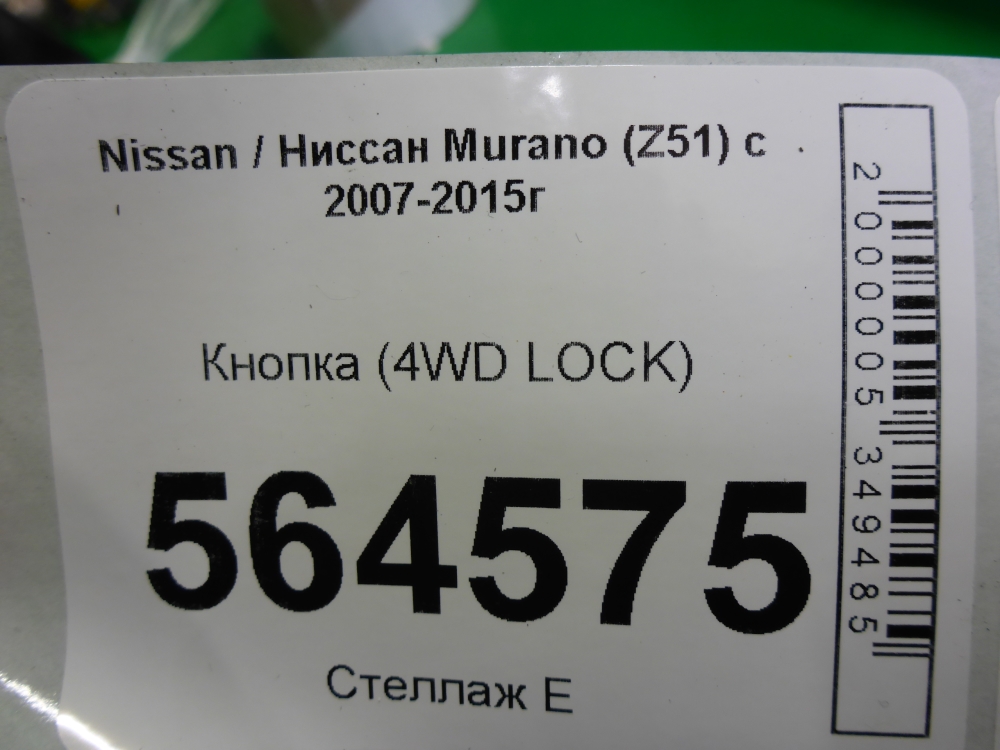 Nissan / Ниссан Murano (Z51) с
2007-2015г
Кнопка (4WD LOCK)
564575
Стеллаж Е
2000005349485